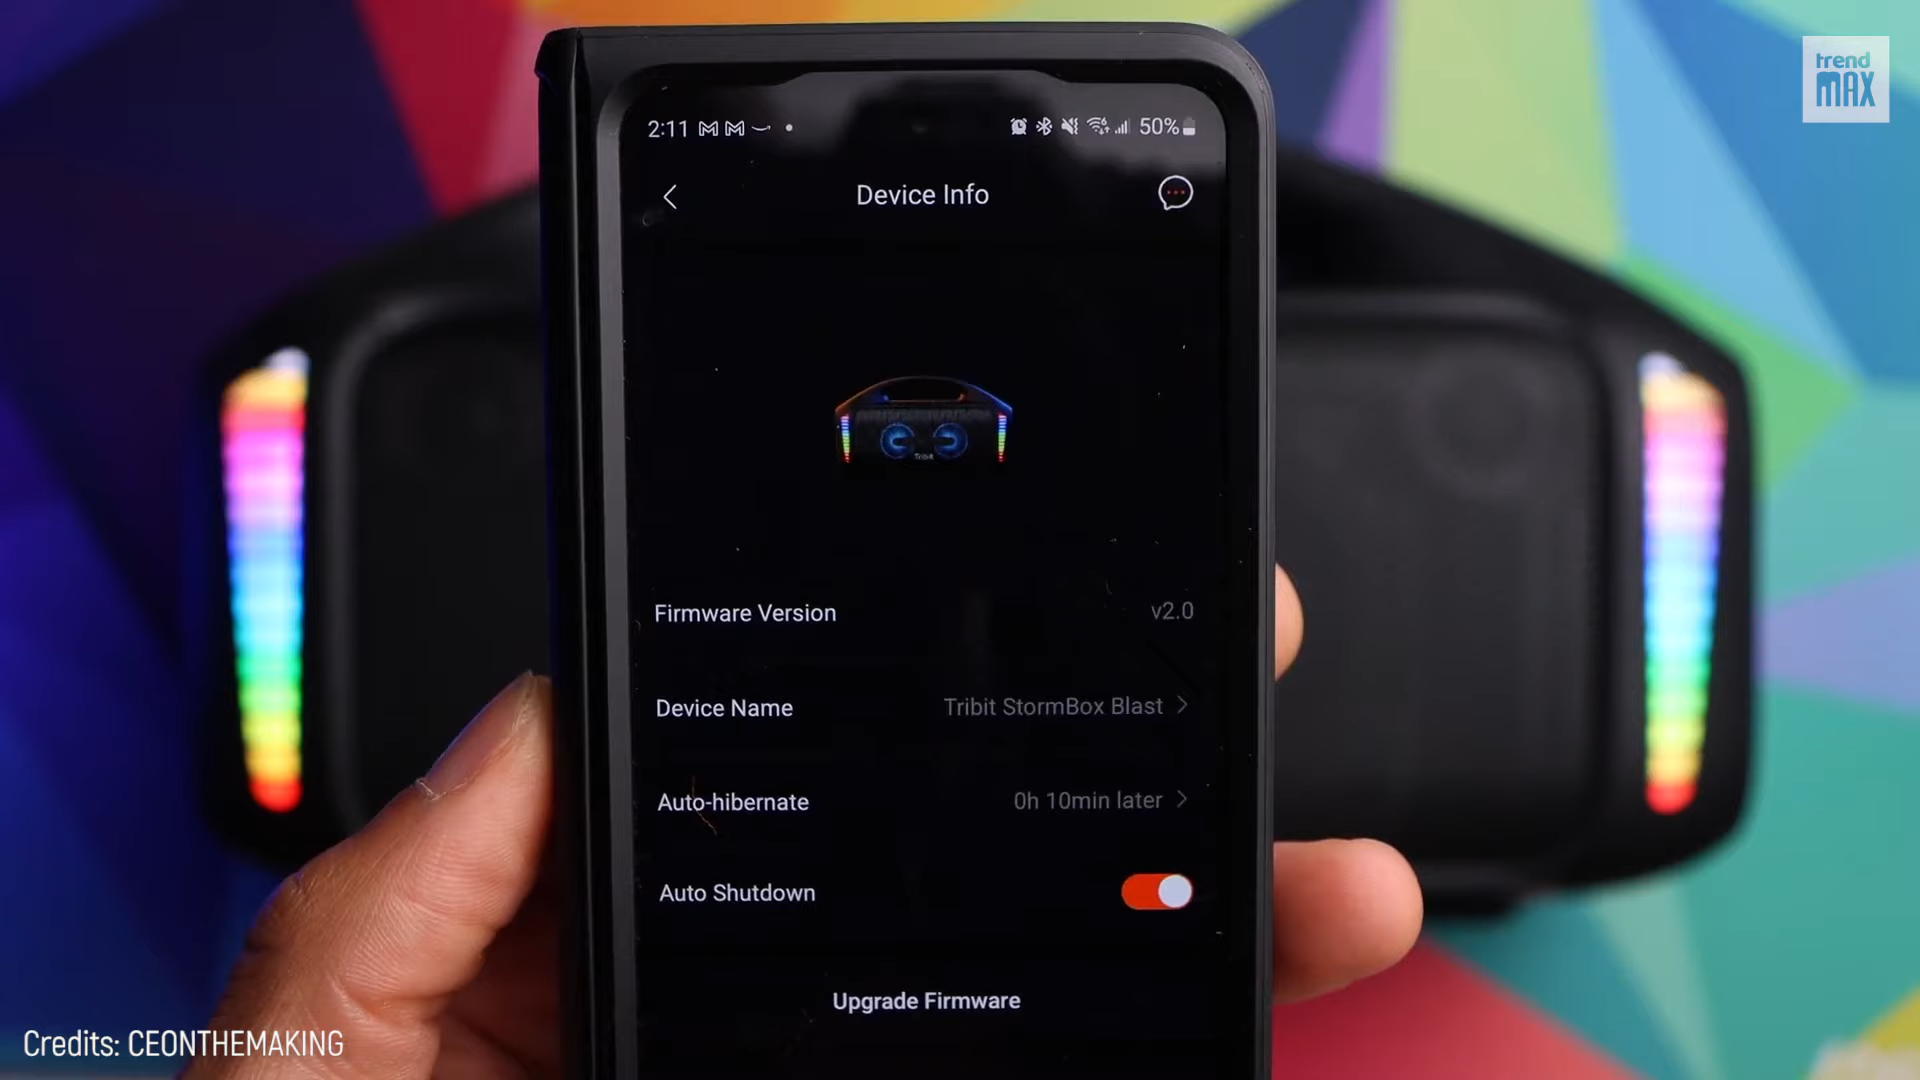 trend
MAX
2:11
50%
Device Info
Tribit
Firmware Version v2.0
Device Name Tribit StormBox Blast
Auto-hibernate 0h 10min later
Auto Shutdown
Upgrade Firmware
Credits: CEONTHEMAKING